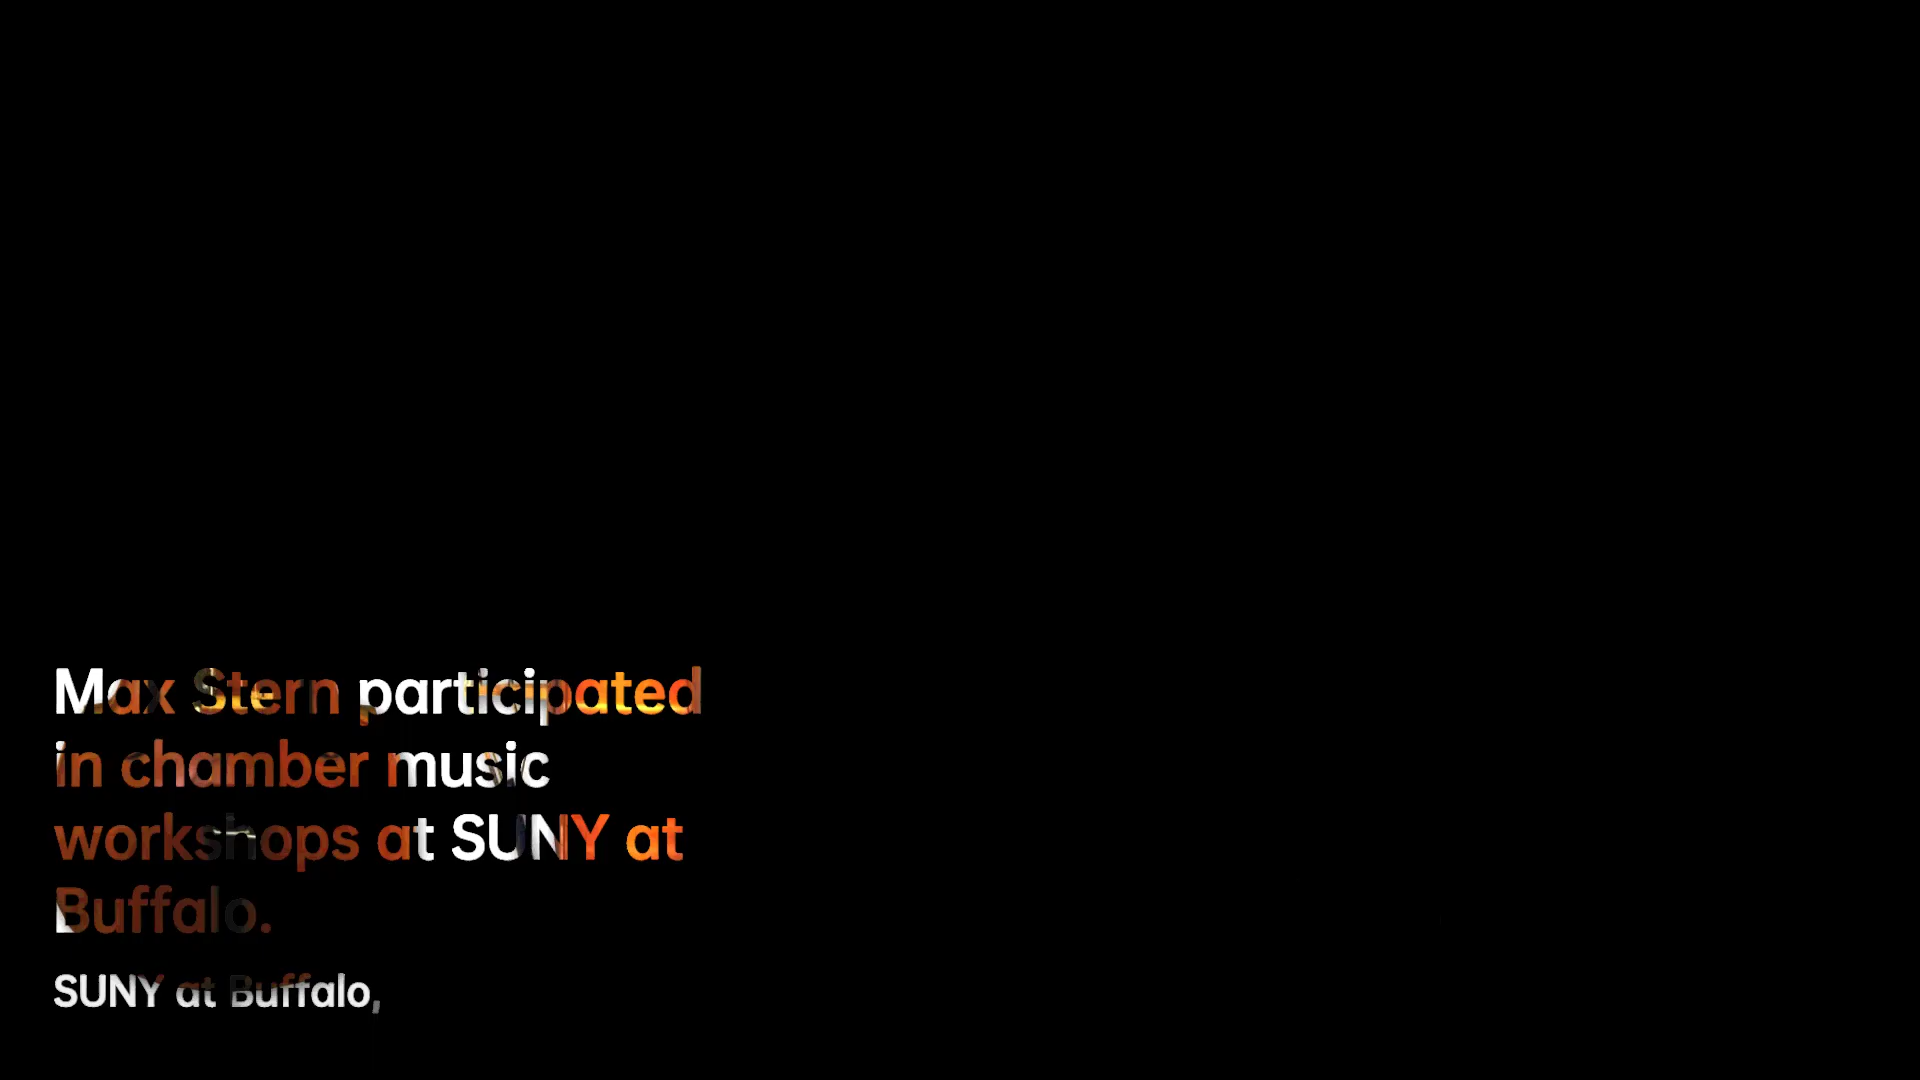 Max Stern participated
in chamber music
workshops at SUNY at
Buffalo.
SUNY at Buffalo,